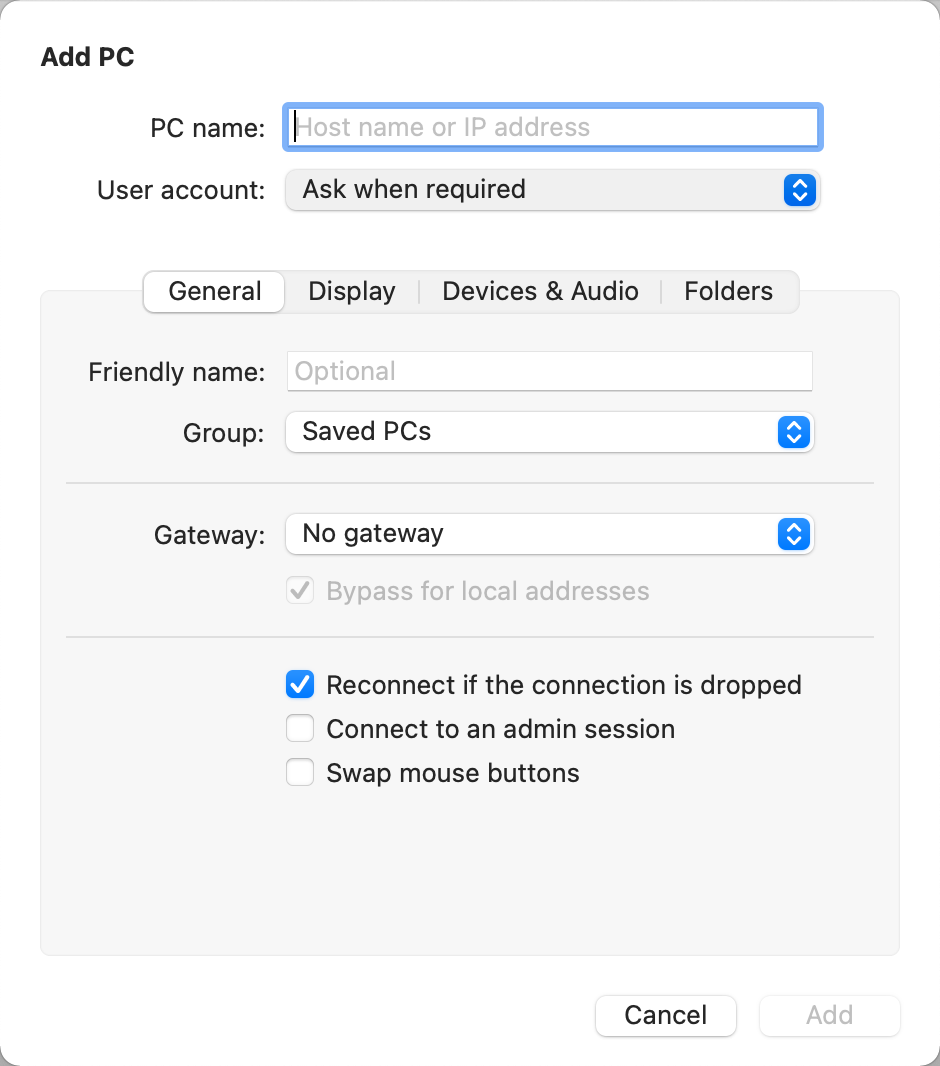 Add PC
PC name: Host name or IP address
User account: Ask when required
General Display Devices & Audio Folders
Friendly name: Optional
Group: Saved PCs
Gateway: No gateway
Bypass for local addresses
Reconnect if the connection is dropped
Connect to an admin session
Swap mouse buttons
Cancel Add